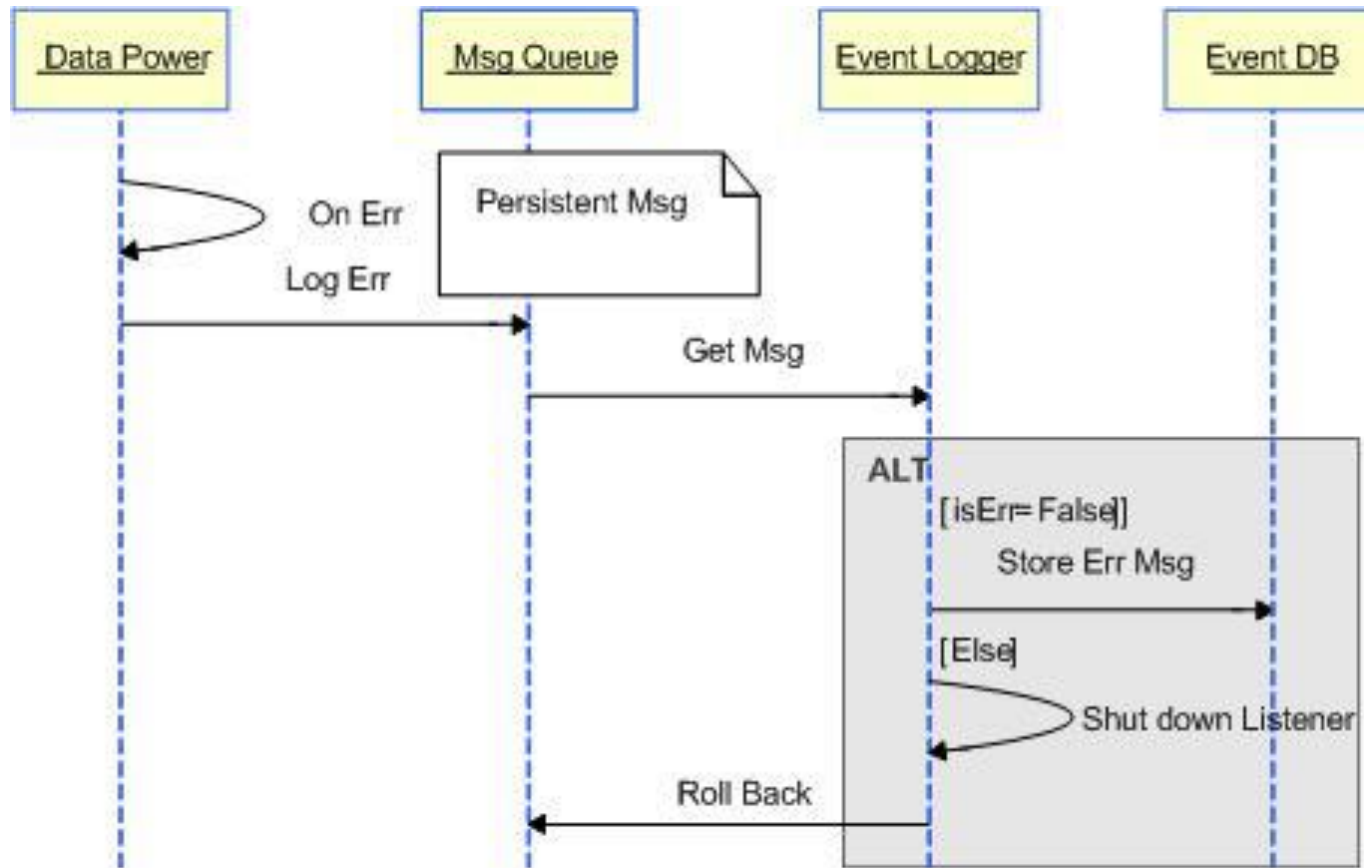 Data Power
Msg Queue
Event Logger
Event DB
Persistent Msg
On Err
Log Err
Get Msg
ALT
[isErr=False]]
Store Err Msg
[Else]
Shut down Listener
Roll Back